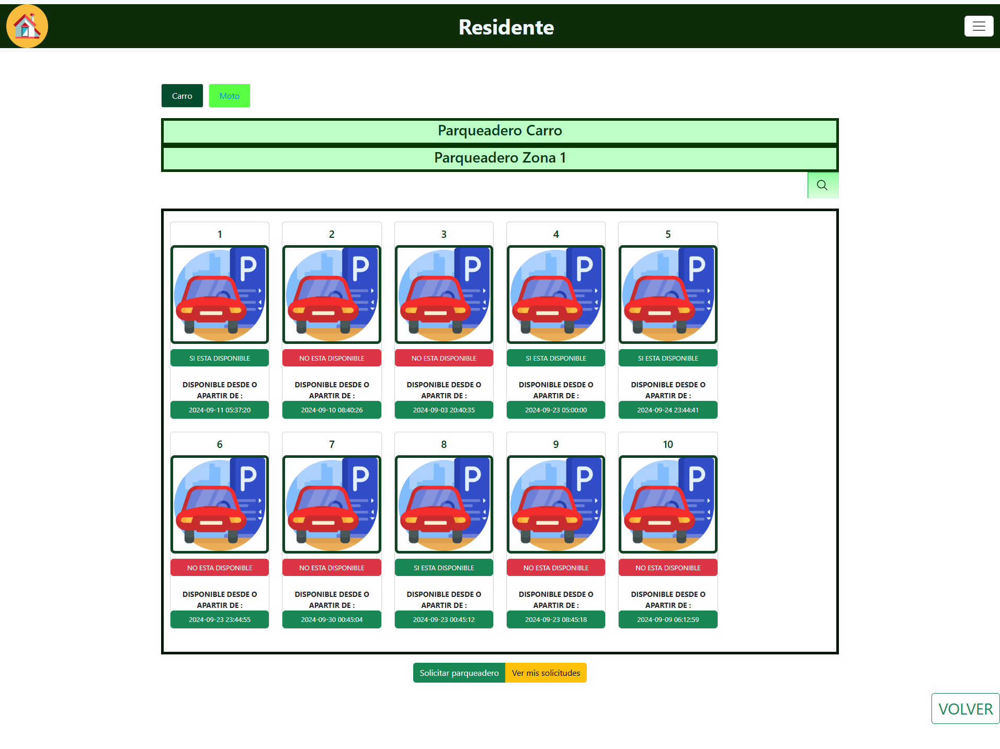 Residente
Carro Moto
Parqueadero Carro
Parqueadero Zona 1
1 2 3 4 5
P P P P P
SI ESTA DISPONIBLE NO ESTA DISPONIBLE NO ESTA DISPONIBLE SI ESTA DISPONIBLE SI ESTA DISPONIBLE
DISPONIBLE DESDE O DISPONIBLE DESDE O DISPONIBLE DESDE O DISPONIBLE DESDE O DISPONIBLE DESDE O
APARTIR DE : APARTIR DE : APARTIR DE : APARTIR DE : APARTIR DE :
2024-09-11 05:37:20 2024-09-10 08:40:26 2024-09-03 20:40:35 2024-09-23 05:00:00 2024-09-24 23:44:41
6 7 8 9 10
P P P P P
NO ESTA DISPONIBLE NO ESTA DISPONIBLE SI ESTA DISPONIBLE NO ESTA DISPONIBLE NO ESTA DISPONIBLE
DISPONIBLE DESDE O DISPONIBLE DESDE O DISPONIBLE DESDE O DISPONIBLE DESDE O DISPONIBLE DESDE O
APARTIR DE : APARTIR DE : APARTIR DE : APARTIR DE : APARTIR DE :
2024-09-23 23:44:55 2024-09-30 00:45:04 2024-09-23 00:45:12 2024-09-23 08:45:18 2024-09-09 06:12:59
Solicitar parqueadero Ver mis solicitudes
VOLVER